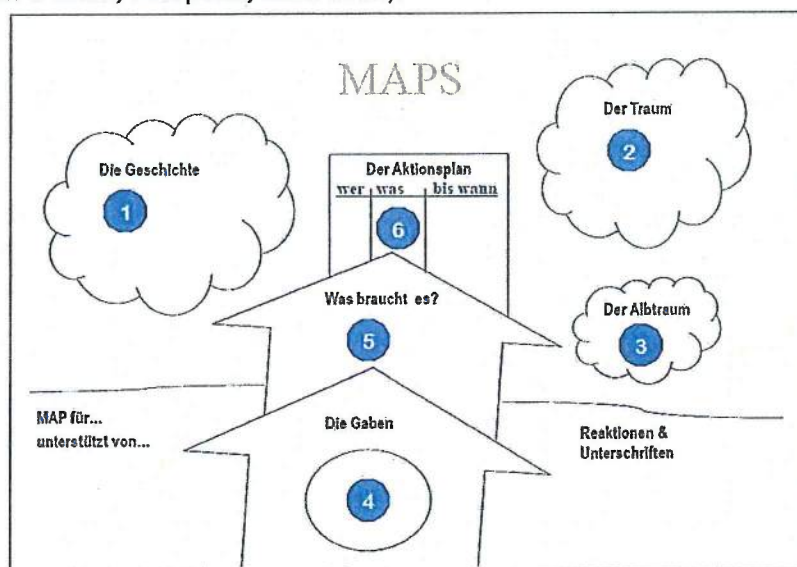 MAPS
Die Geschichte
1
Der Traum
2
Der Aktionsplan
wer was bis wann
6
Was braucht es?
5
Der Albtraum
3
MAP für...
unterstützt von...
Die Gaben
4
Reaktionen &
Unterschriften